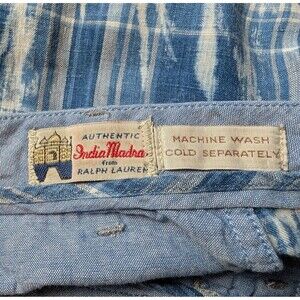 AUTHENTIC
India Madras
from
RALPH LAUREN
MACHINE WASH
COLD SEPARATELY